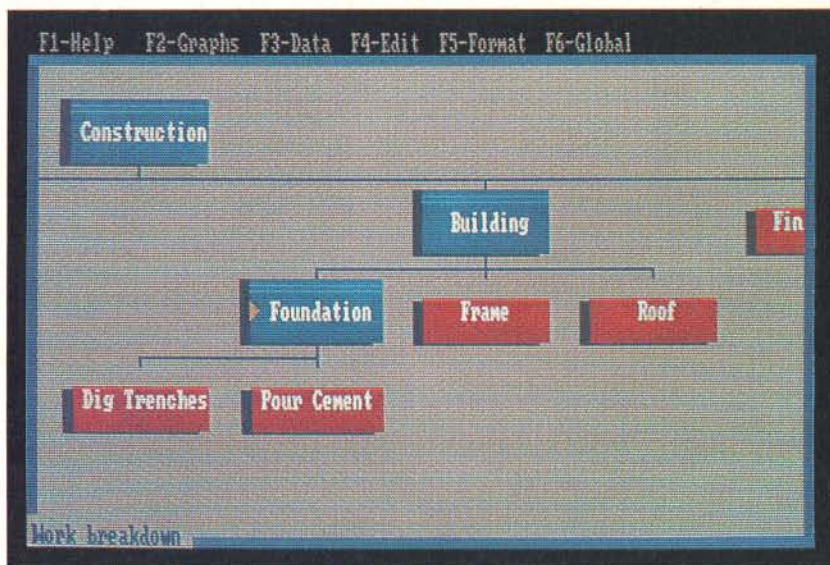 F1-Help F2-Graphs F3-Data F4-Edit F5-Format F6-Global
Construction
Building
Fin
Foundation
Frame
Roof
Dig Trenches
Pour Cement
Work breakdown